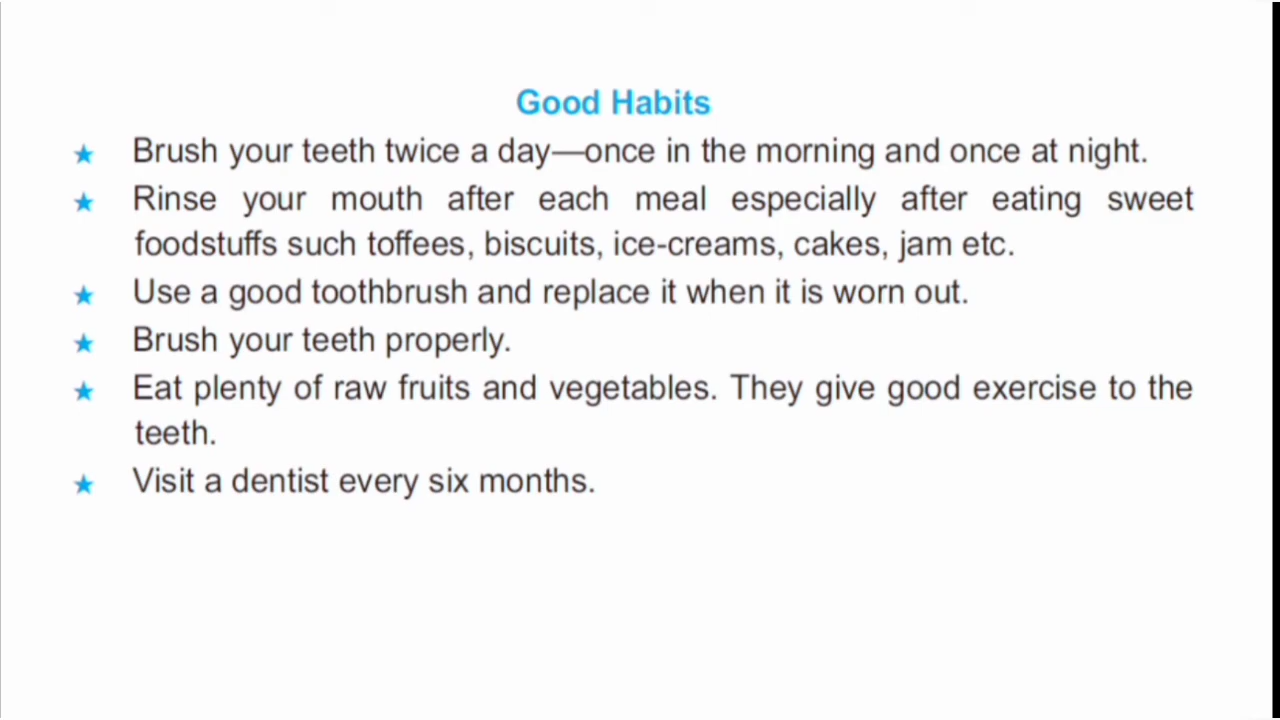 Good Habits
★ Brush your teeth twice a day—once in the morning and once at night.
★ Rinse your mouth after each meal especially after eating sweet
foodstuffs such toffees, biscuits, ice-creams, cakes, jam etc.
★ Use a good toothbrush and replace it when it is worn out.
★ Brush your teeth properly.
★ Eat plenty of raw fruits and vegetables. They give good exercise to the
teeth.
★ Visit a dentist every six months.